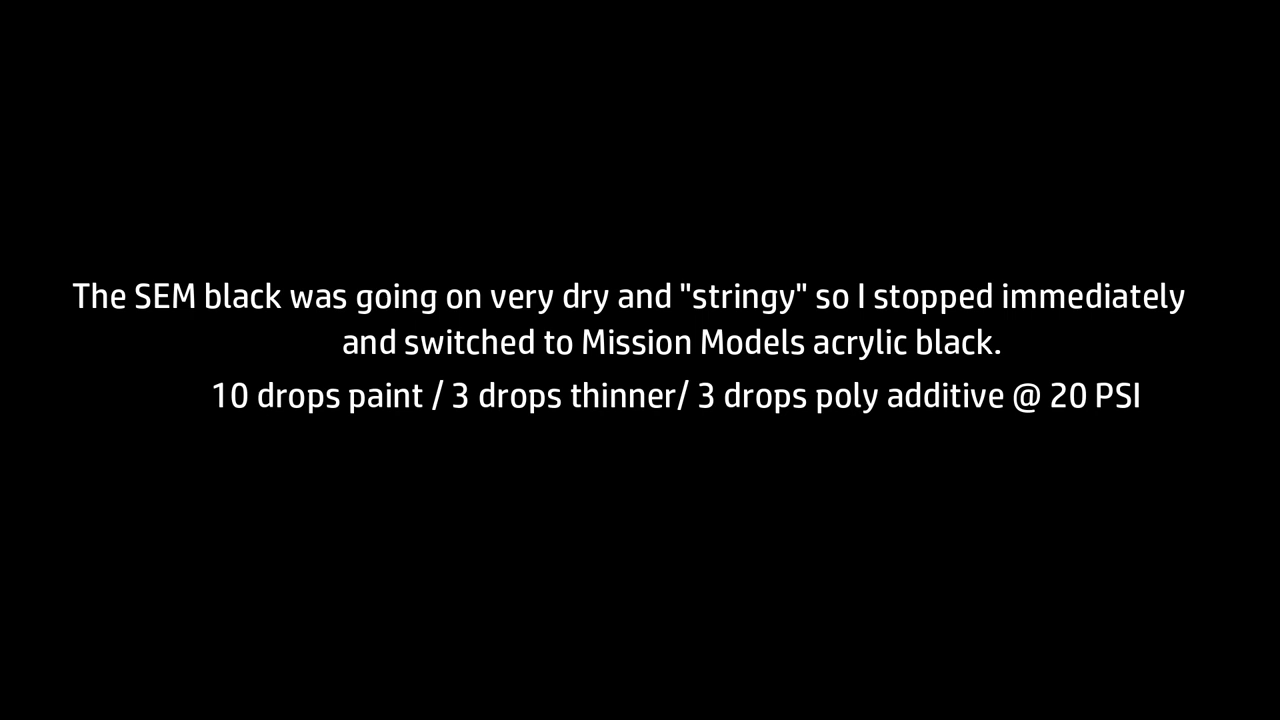 The SEM black was going on very dry and "stringy" so I stopped immediately
and switched to Mission Models acrylic black.
10 drops paint / 3 drops thinner/ 3 drops poly additive @ 20 PSI